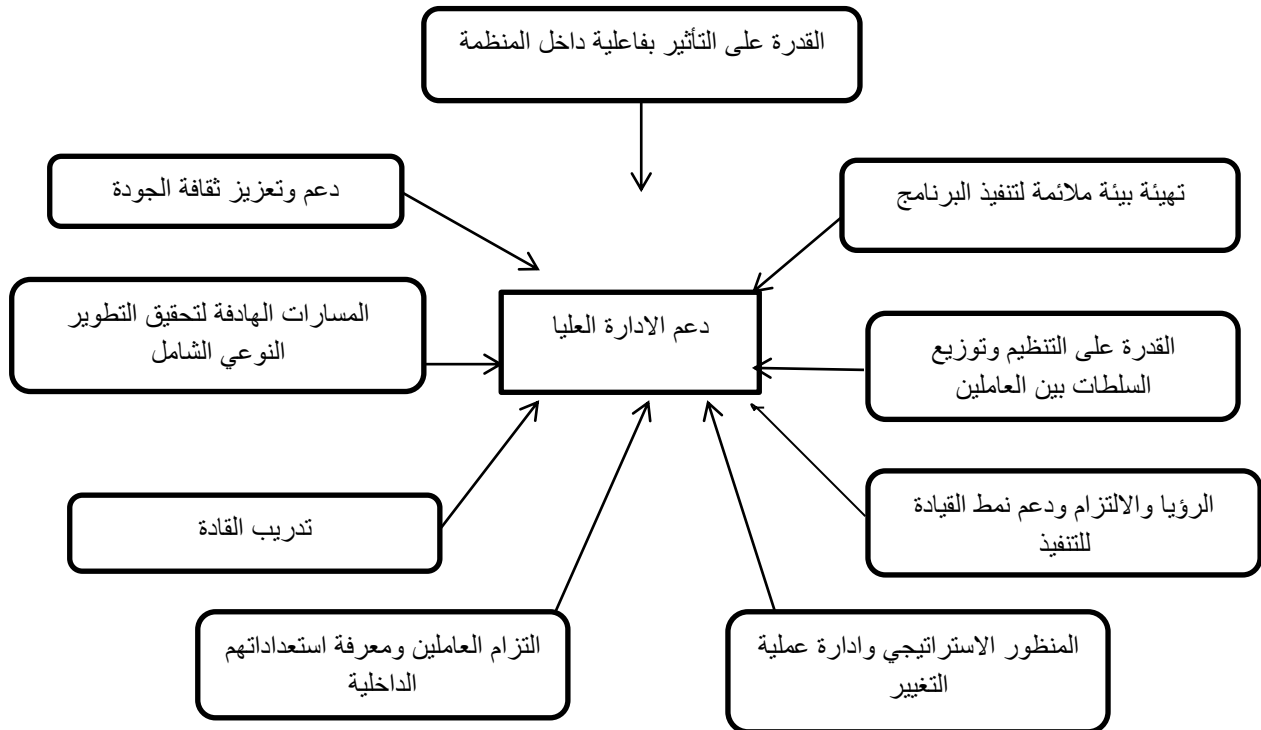 القدرة على التأثير بفاعلية داخل المنظمة
تهيئة بيئة ملائمة لتنفيذ البرنامج
دعم وتعزيز ثقافة الجودة
دعم الادارة العليا
المسارات الهادفة لتحقيق التطوير
النوعي الشامل
القدرة على التنظيم وتوزيع
السلطات بين العاملين
الرؤيا والالتزام ودعم نمط القيادة
للتنفيذ
تدريب القادة
المنظور الاستراتيجي وادارة عملية
التغيير
التزام العاملين ومعرفة استعداداتهم
الداخلية